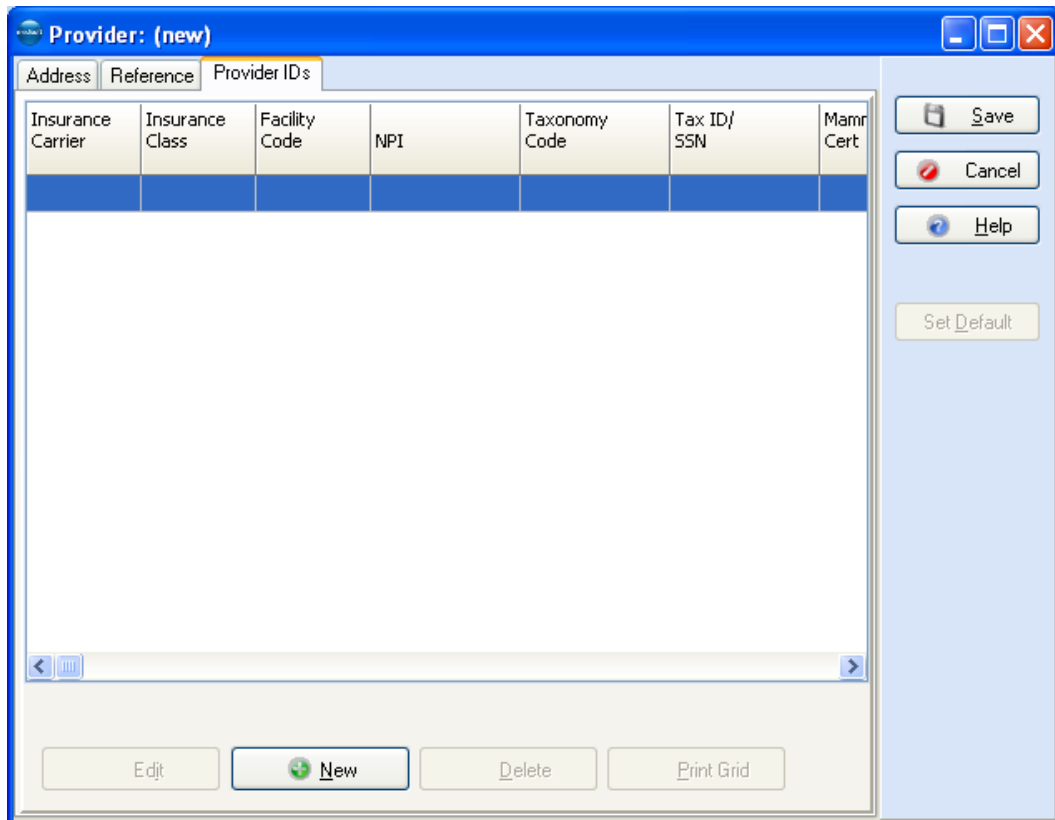 Provider: (new)
Address Reference Provider IDs
Insurance Carrier
Insurance Class
Facility Code
NPI
Taxonomy Code
Tax ID/ SSN
Cert
Save
Cancel
Help
Set Default
Edit New Delete Print Grid